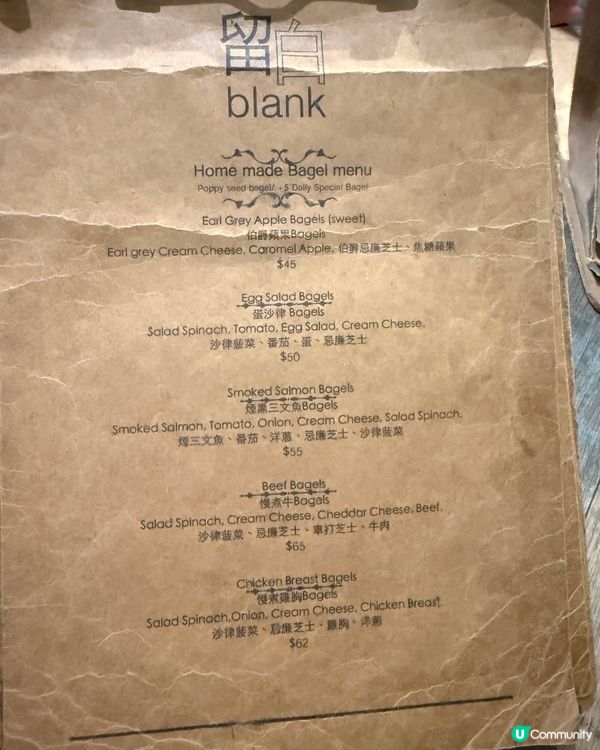 留白
blank
Home made Bagel menu
Poppy seed bagel/ +5 Daily Special Bagel
Earl Grey Apple Bagels (sweet)
伯爵蘋果Bagels
Earl grey Cream Cheese, Caromel Apple. 伯爵忌廉芝士、焦糖蘋果
$45
Egg Salad Bagels
蛋沙律 Bagels
Salad Spinach, Tomato, Egg Salad, Cream Cheese.
沙律菠菜、番茄、蛋、忌廉芝士
$50
Smoked Salmon Bagels
煙熏三文魚Bagels
Smoked Salmon, Tomato, Onion, Cream Cheese, Salad Spinach.
煙三文魚、番茄、洋蔥、忌廉芝士、沙律菠菜
$55
Beef Bagels
慢煮牛Bagels
Salad Spinach, Cream Cheese, Cheddar Cheese, Beef.
沙律菠菜、忌廉芝士、車打芝士、牛肉
$65
Chicken Breast Bagels
慢煮雞胸Bagels
Salad Spinach,Onion, Cream Cheese, Chicken Breast.
沙律菠菜、忌廉芝士、雞胸、洋蔥
$62
U Community